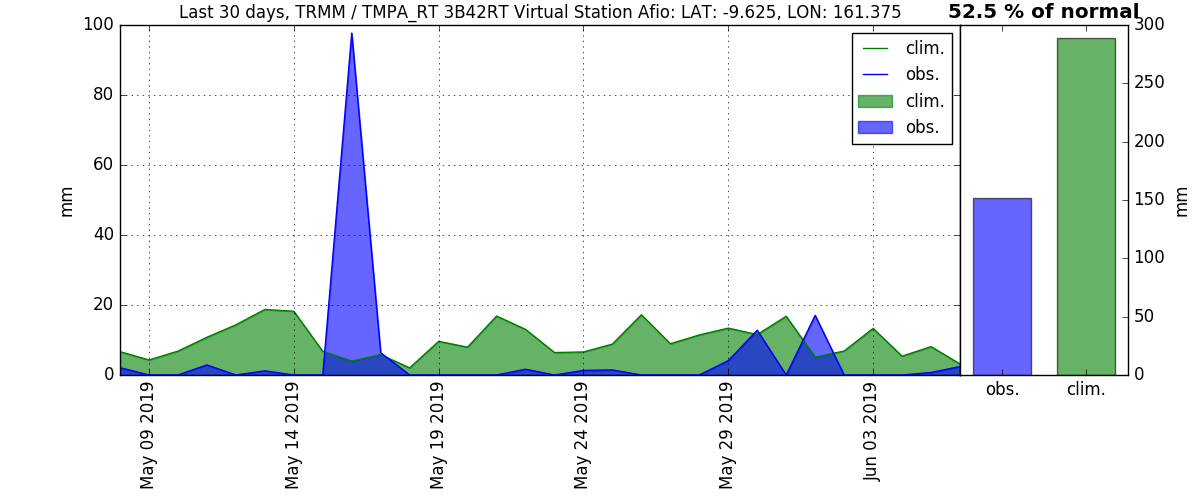 Last 30 days, TRMM / TMPA_RT 3B42RT Virtual Station Afio: LAT: -9.625, LON: 161.375
52.5 % of normal
100
80
60
40
20
0
mm
clim.
obs.
clim.
obs.
May 09 2019
May 14 2019
May 19 2019
May 24 2019
May 29 2019
Jun 03 2019
300
250
200
150
100
50
0
mm
obs.
clim.